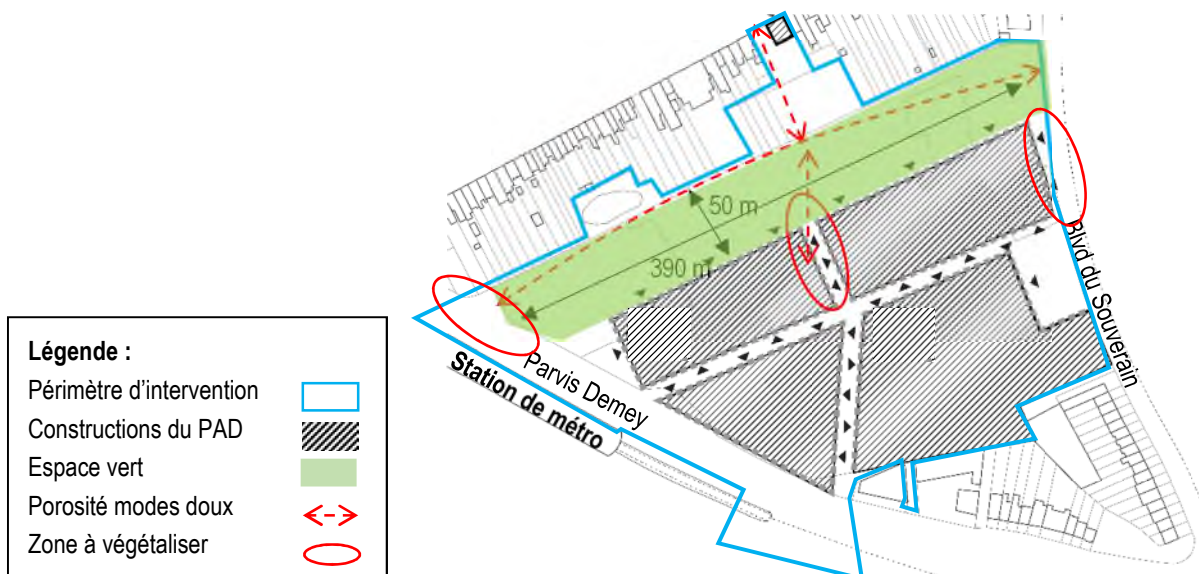 50 m
390 m
Blvd du Souverain
Parvis Demey
Station de métro
Légende :
Périmètre d'intervention
Constructions du PAD
Espace vert
Porosité modes doux
Zone à végétaliser